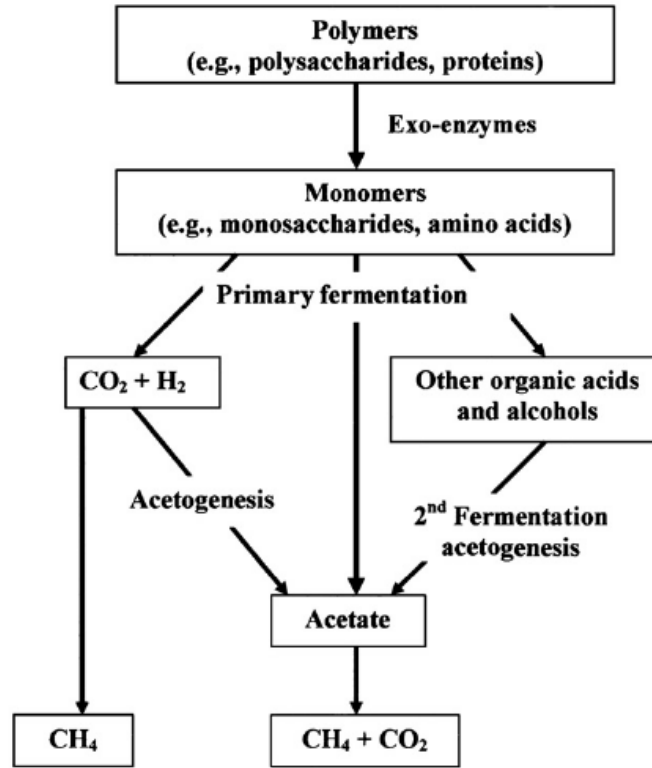 Polymers
(e.g., polysaccharides, proteins)
Exo-enzymes
Monomers
(e.g., monosaccharides, amino acids)
Primary fermentation
CO₂ + H₂
Other organic acids
and alcohols
Acetogenesis
2ⁿᵈ Fermentation
acetogenesis
Acetate
CH₄
CH₄ + CO₂